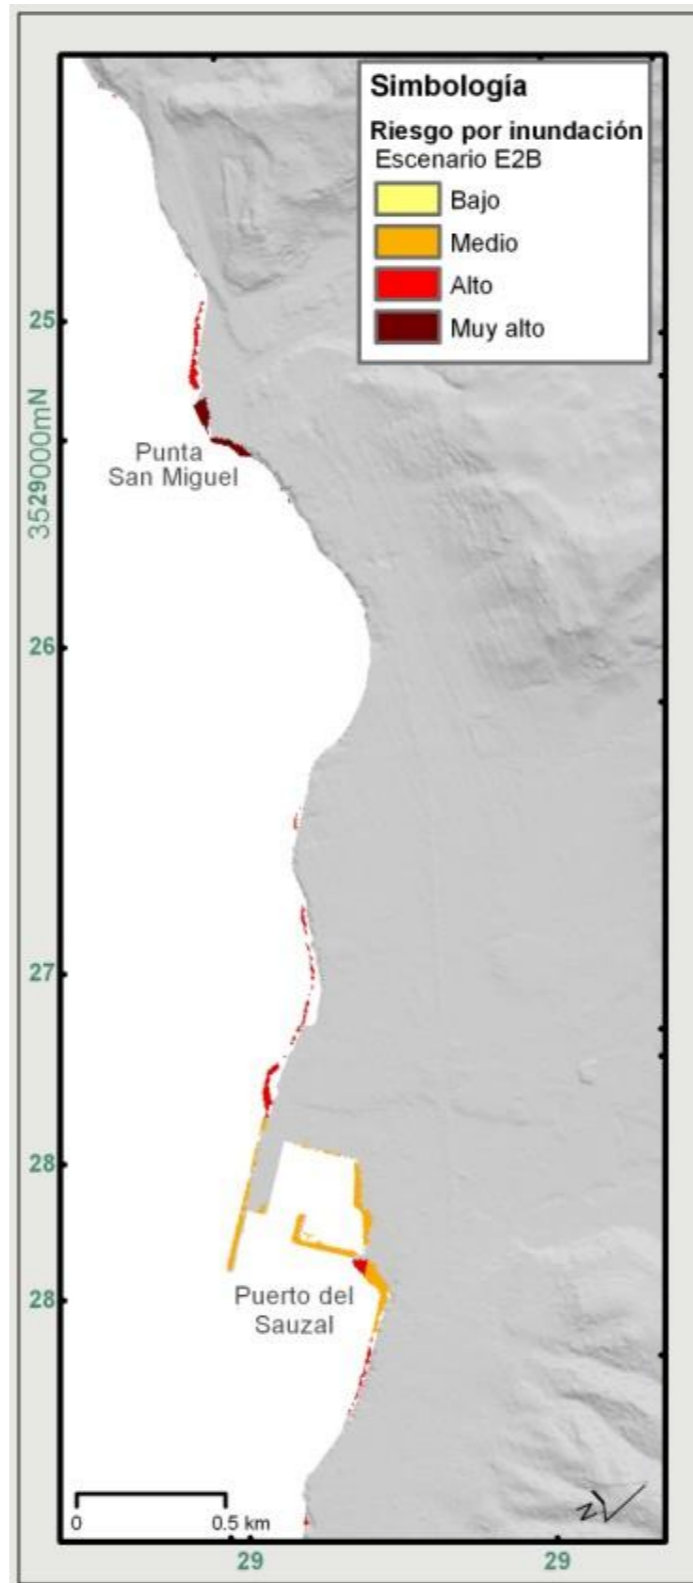 Simbología
Riesgo por inundación
Escenario E2B
Bajo
Medio
Alto
Muy alto
25
3529000mN
Punta
San Miguel
26
27
28
Puerto del
Sauzal
28
0
0.5 km
N
29
29